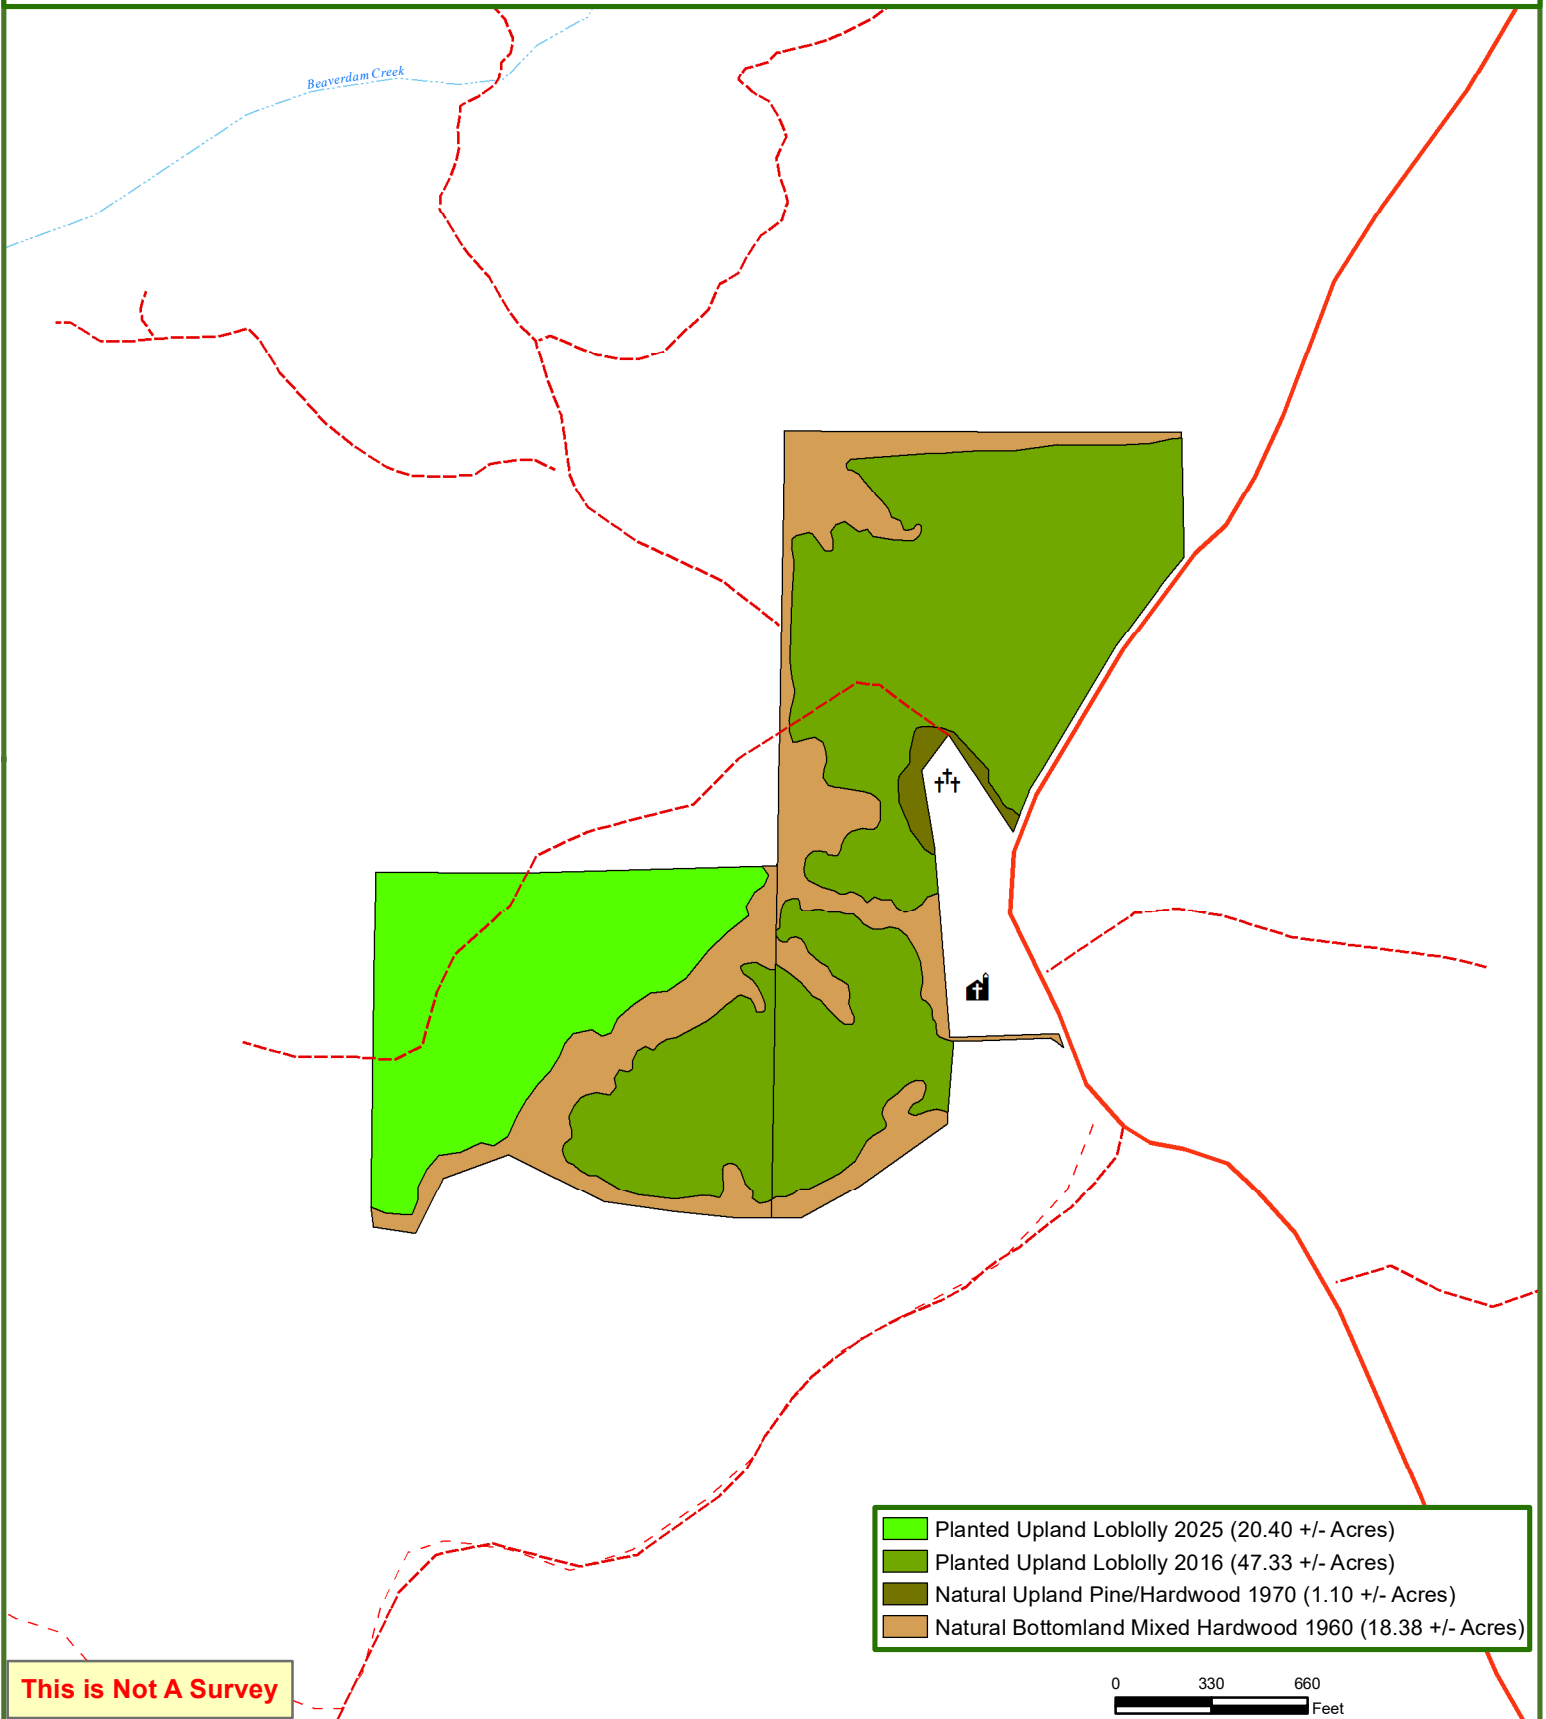 Beaverdam Creek
Planted Upland Loblolly 2025 (20.40 +/- Acres)
Planted Upland Loblolly 2016 (47.33 +/- Acres)
Natural Upland Pine/Hardwood 1970 (1.10 +/- Acres)
Natural Bottomland Mixed Hardwood 1960 (18.38 +/- Acres)
This is Not A Survey
0 330 660
Feet